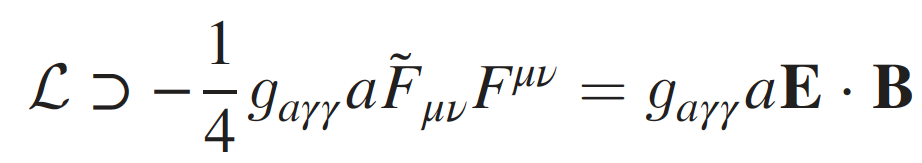 ℒ ⊃ −1/4 g_{aγγ} a F̃_{μν} F^{μν} = g_{aγγ} a 𝐄 · 𝐁